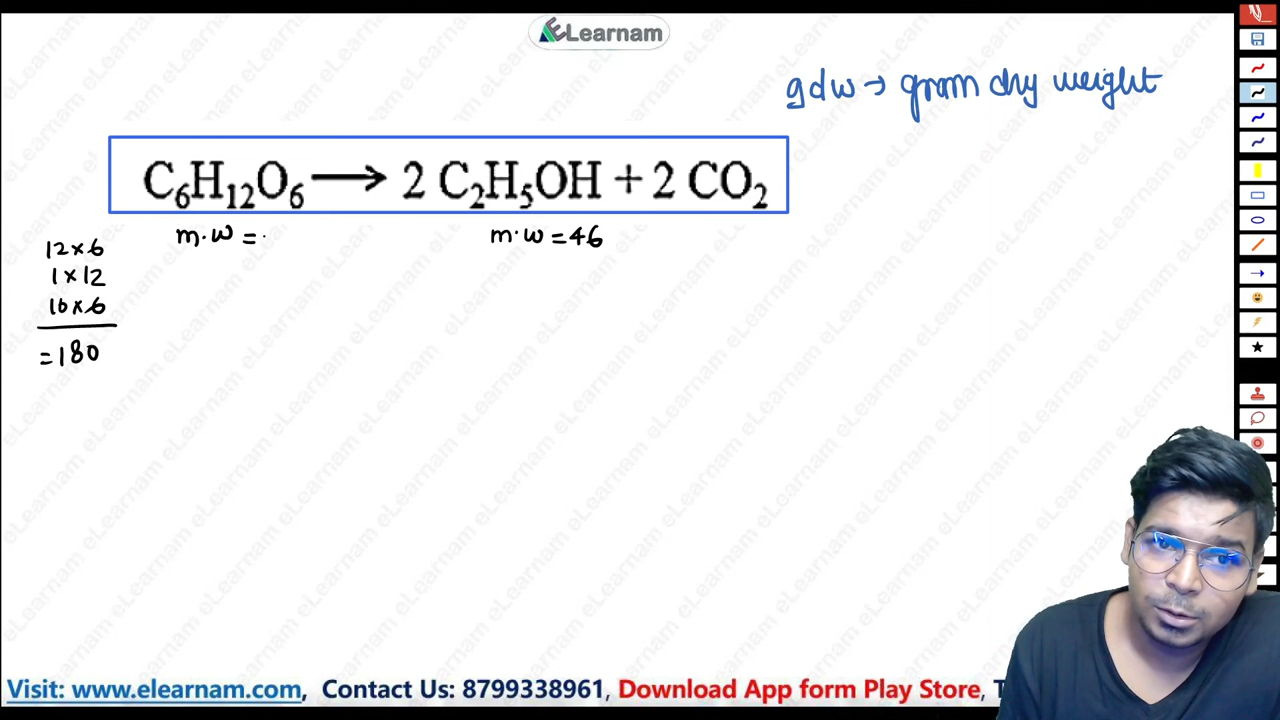 ELearnam
gdw → gram dry weight
C₆H₁₂O₆ ⟶ 2 C₂H₅OH + 2 CO₂
m.w =
m.w = 46
12×6
1×12
16×6
=180
Visit: www.elearnam.com, Contact Us: 8799338961, Download App form Play Store, T